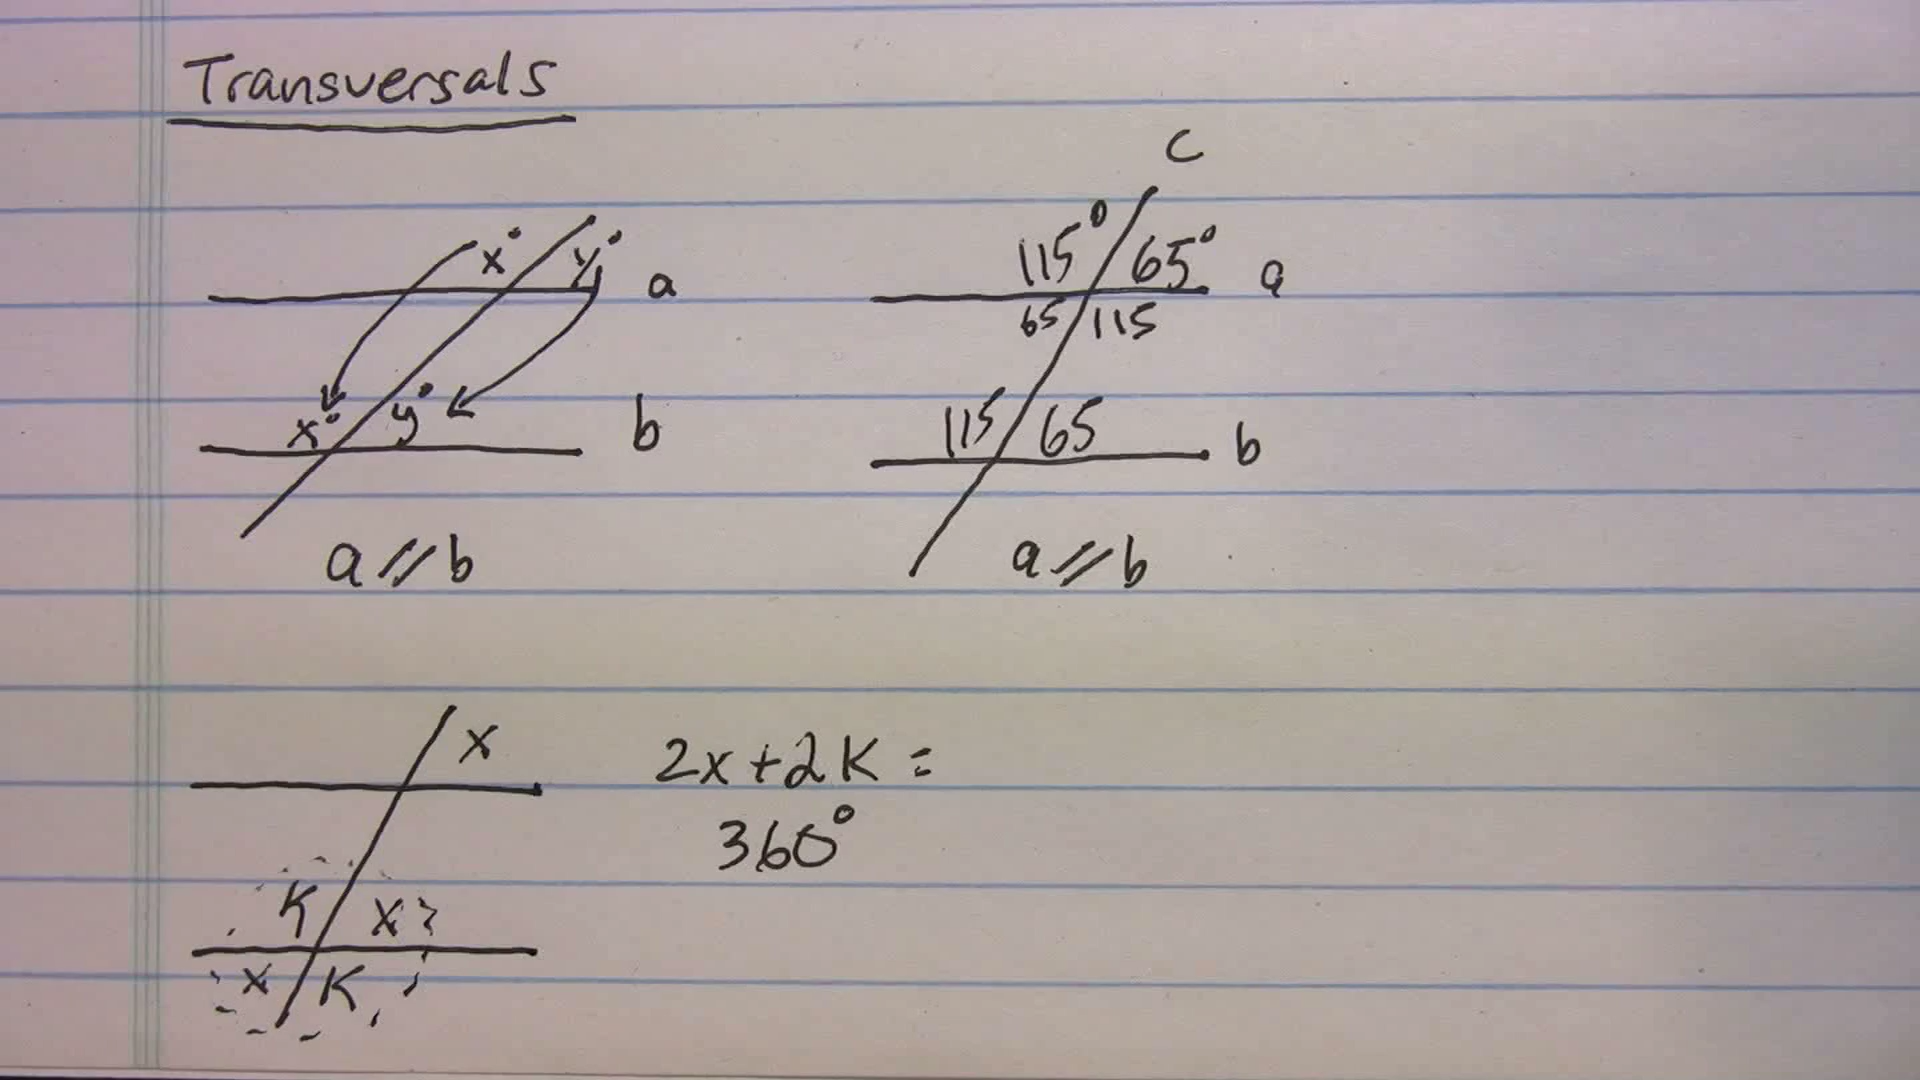 Transversals
c
x° y° a
115° 65° a
65 115
x° y° b
115 65 b
a // b
a // b
x
2x + 2K =
360°
K x
x K